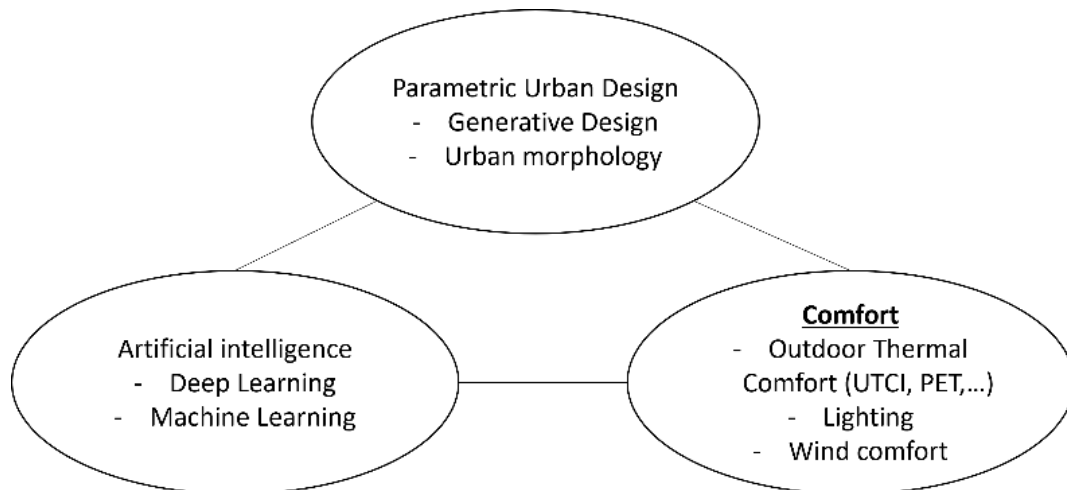 Parametric Urban Design
- Generative Design
- Urban morphology
Artificial intelligence
- Deep Learning
- Machine Learning
Comfort
- Outdoor Thermal
Comfort (UTCI, PET,...)
- Lighting
- Wind comfort